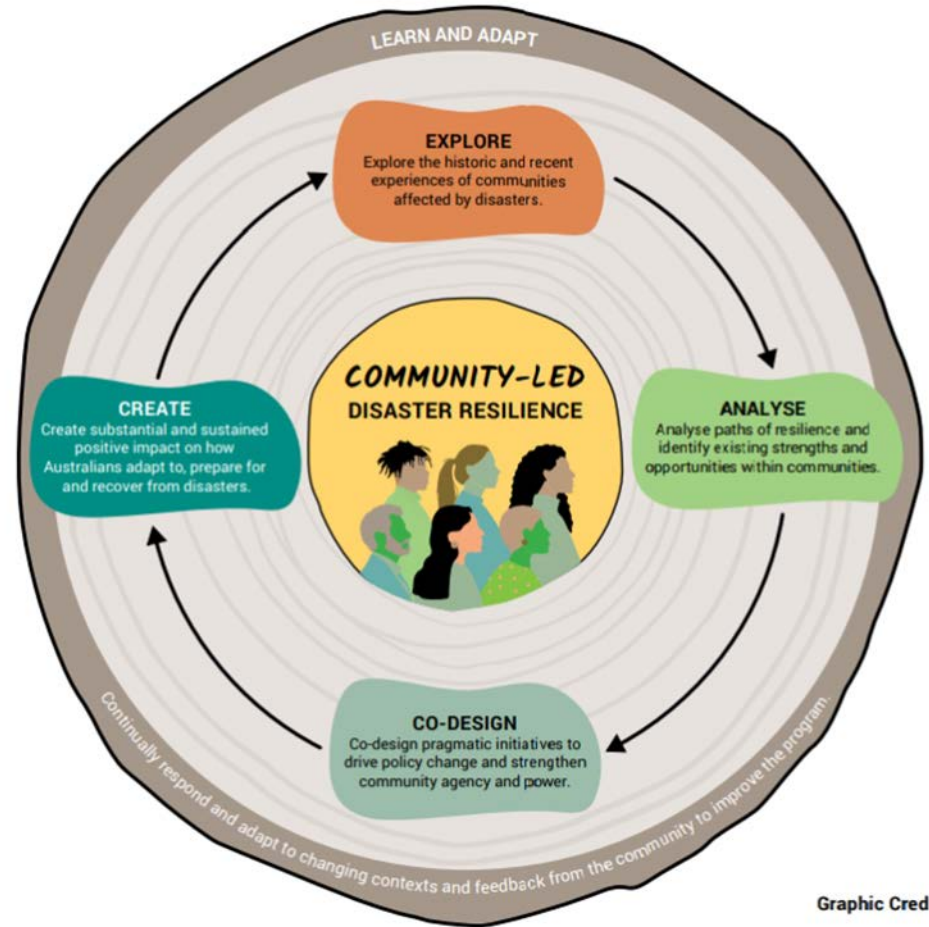 LEARN AND ADAPT
EXPLORE
Explore the historic and recent
experiences of communities
affected by disasters.
COMMUNITY-LED
DISASTER RESILIENCE
CREATE
Create substantial and sustained
positive impact on how
Australians adapt to, prepare for
and recover from disasters.
ANALYSE
Analyse paths of resilience and
identify existing strengths and
opportunities within communities.
CO-DESIGN
Co-design pragmatic initiatives to
drive policy change and strengthen
community agency and power.
Continually respond and adapt to changing contexts and feedback from the community to improve the program.
Graphic Cred